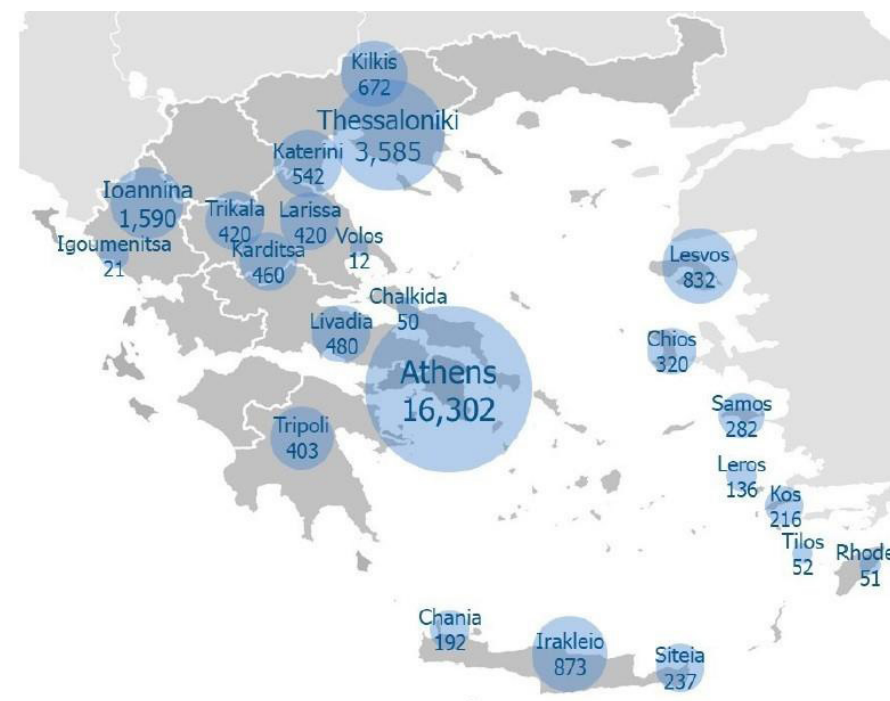 Kilkis
672
Thessaloniki
3,585
Katerini
542
Ioannina
1,590
Trikala
420
Larissa
420
Igoumenitsa
21
Karditsa
460
Volos
12
Lesvos
832
Chalkida
50
Livadia
480
Chios
320
Athens
16,302
Samos
282
Tripoli
403
Leros
136
Kos
216
Tilos
52
Rhode
51
Chania
192
Irakleio
873
Siteia
237